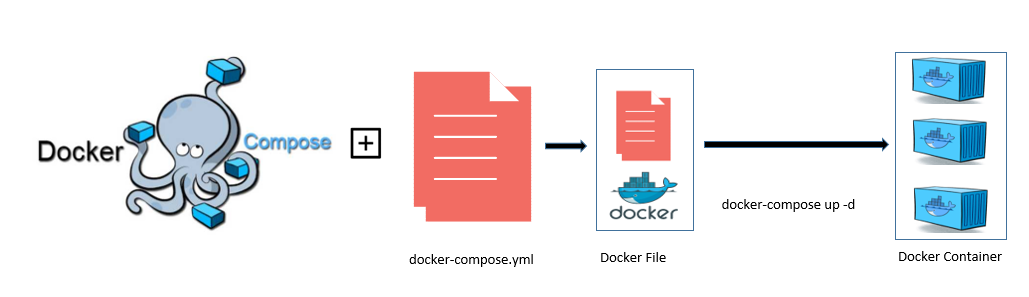 Docker
Compose
docker-compose.yml
docker
Docker File
docker-compose up -d
Docker Container